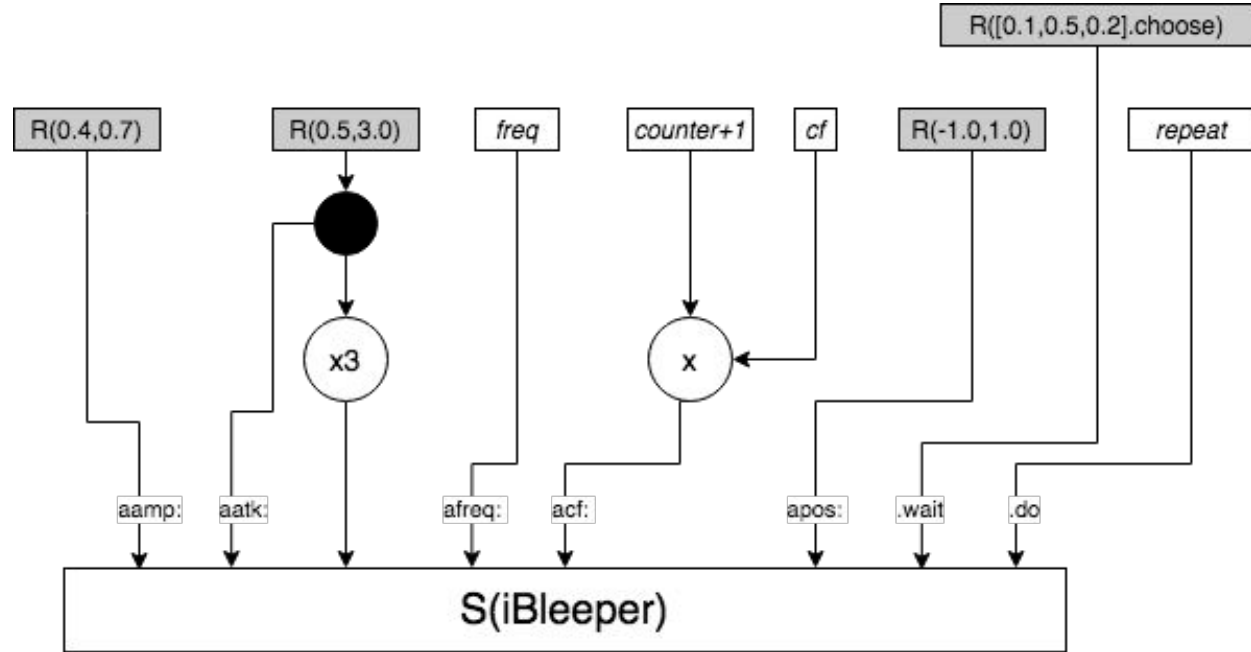 R([0.1,0.5,0.2].choose)
R(0.4,0.7)
R(0.5,3.0)
freq
counter+1
cf
R(-1.0,1.0)
repeat
x3
x
aamp:
aatk:
afreq:
acf:
apos:
.wait
.do
S(iBleeper)